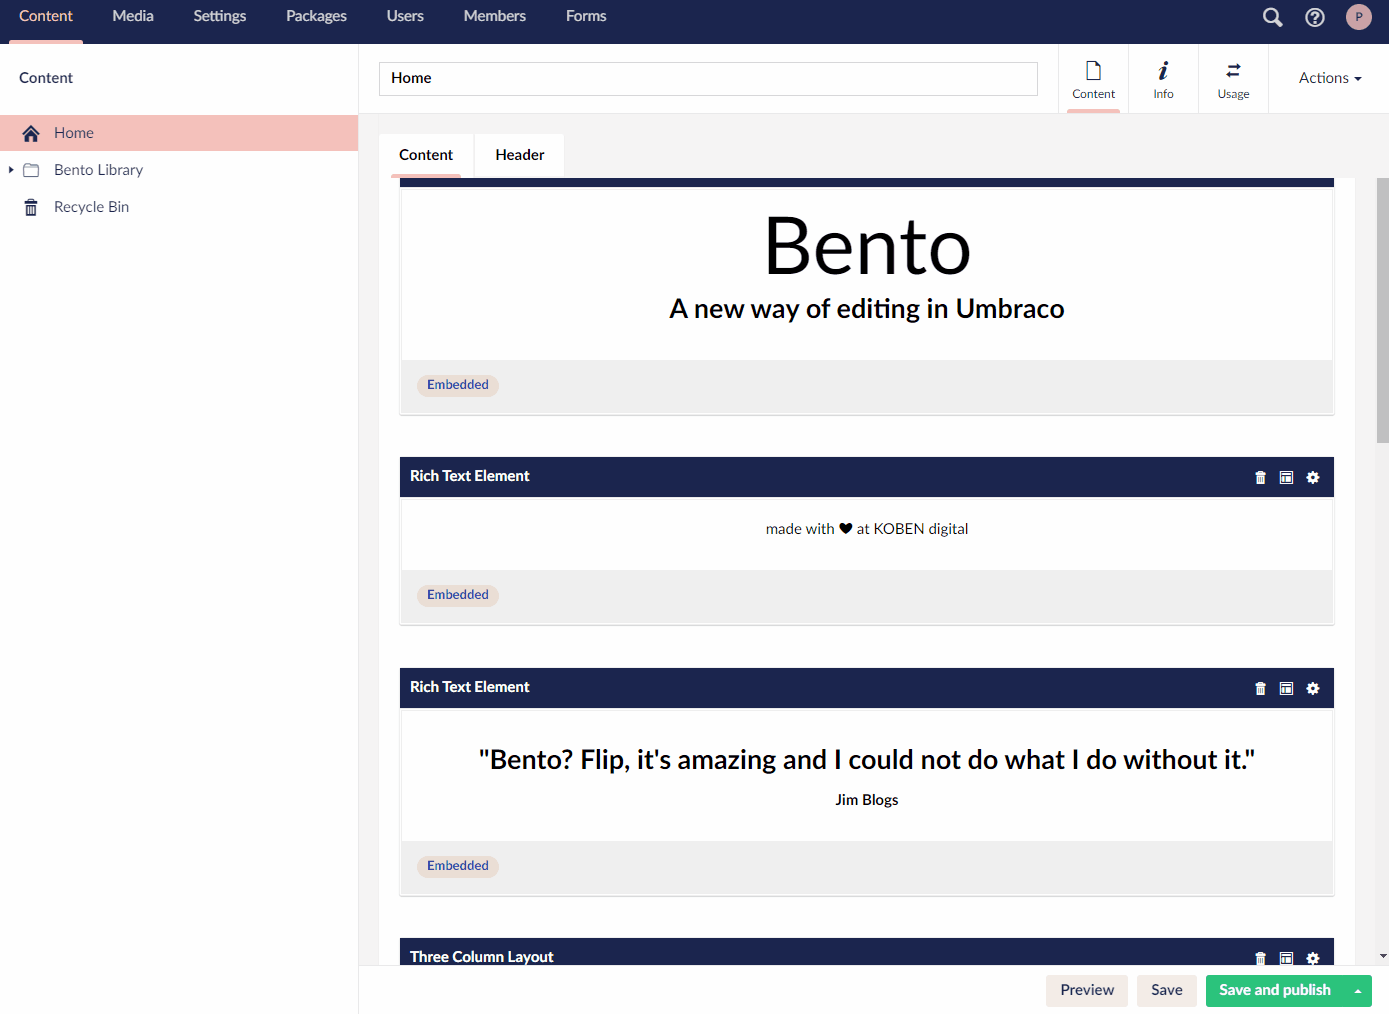 Content Media Settings Packages Users Members Forms P
Content
Home
Content
Info
Usage
Actions
Home
Bento Library
Recycle Bin
Content Header
Bento
A new way of editing in Umbraco
Embedded
Rich Text Element
made with ♥ at KOBEN digital
Embedded
Rich Text Element
"Bento? Flip, it's amazing and I could not do what I do without it."
Jim Blogs
Embedded
Three Column Layout
Preview Save Save and publish